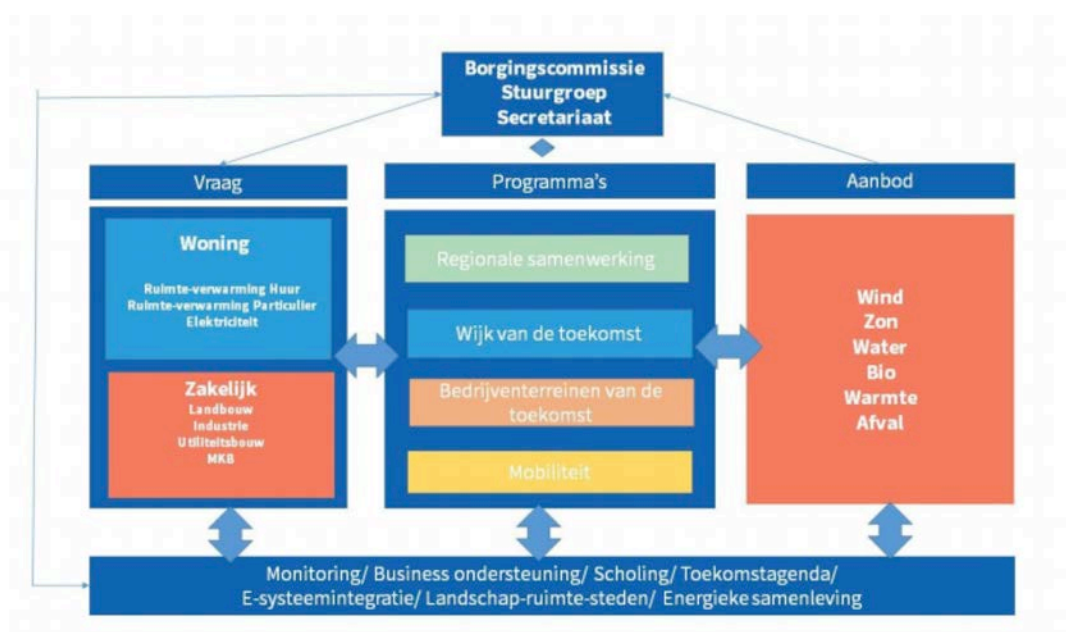 Borgingscommissie
Stuurgroep
Secretariaat
Vraag
Programma's
Aanbod
Woning
Ruimte-verwarming Huur
Ruimte-verwarming Particulier
Elektriciteit
Zakelijk
Landbouw
Industrie
Utiliteitsbouw
MKB
Regionale samenwerking
Wijk van de toekomst
Bedrijventerreinen van de
toekomst
Mobiliteit
Wind
Zon
Water
Bio
Warmte
Afval
Monitoring/ Business ondersteuning/ Scholing/ Toekomstagenda/
E-systeemintegratie/ Landschap-ruimte-steden/ Energieke samenleving